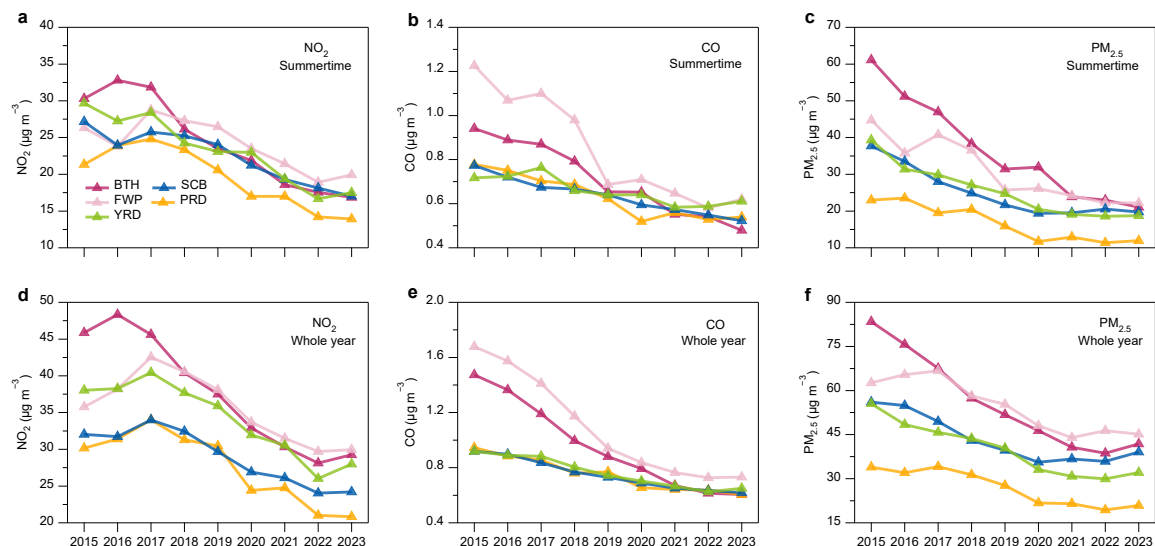 a
NO2
Summertime
40
35
30
25
20
15
10
NO2 (µg m −3)
BTH
FWP
YRD
SCB
PRD
b
CO
Summertime
1.4
1.2
1.0
0.8
0.6
0.4
CO (µg m −3)
c
PM2.5
Summertime
70
60
50
40
30
20
10
PM2.5 (µg m −3)
d
NO2
Whole year
50
45
40
35
30
25
20
NO2 (µg m −3)
2015 2016 2017 2018 2019 2020 2021 2022 2023
e
CO
Whole year
2.0
1.6
1.2
0.8
0.4
CO (µg m −3)
2015 2016 2017 2018 2019 2020 2021 2022 2023
f
PM2.5
Whole year
90
75
60
45
30
15
PM2.5 (µg m −3)
2015 2016 2017 2018 2019 2020 2021 2022 2023